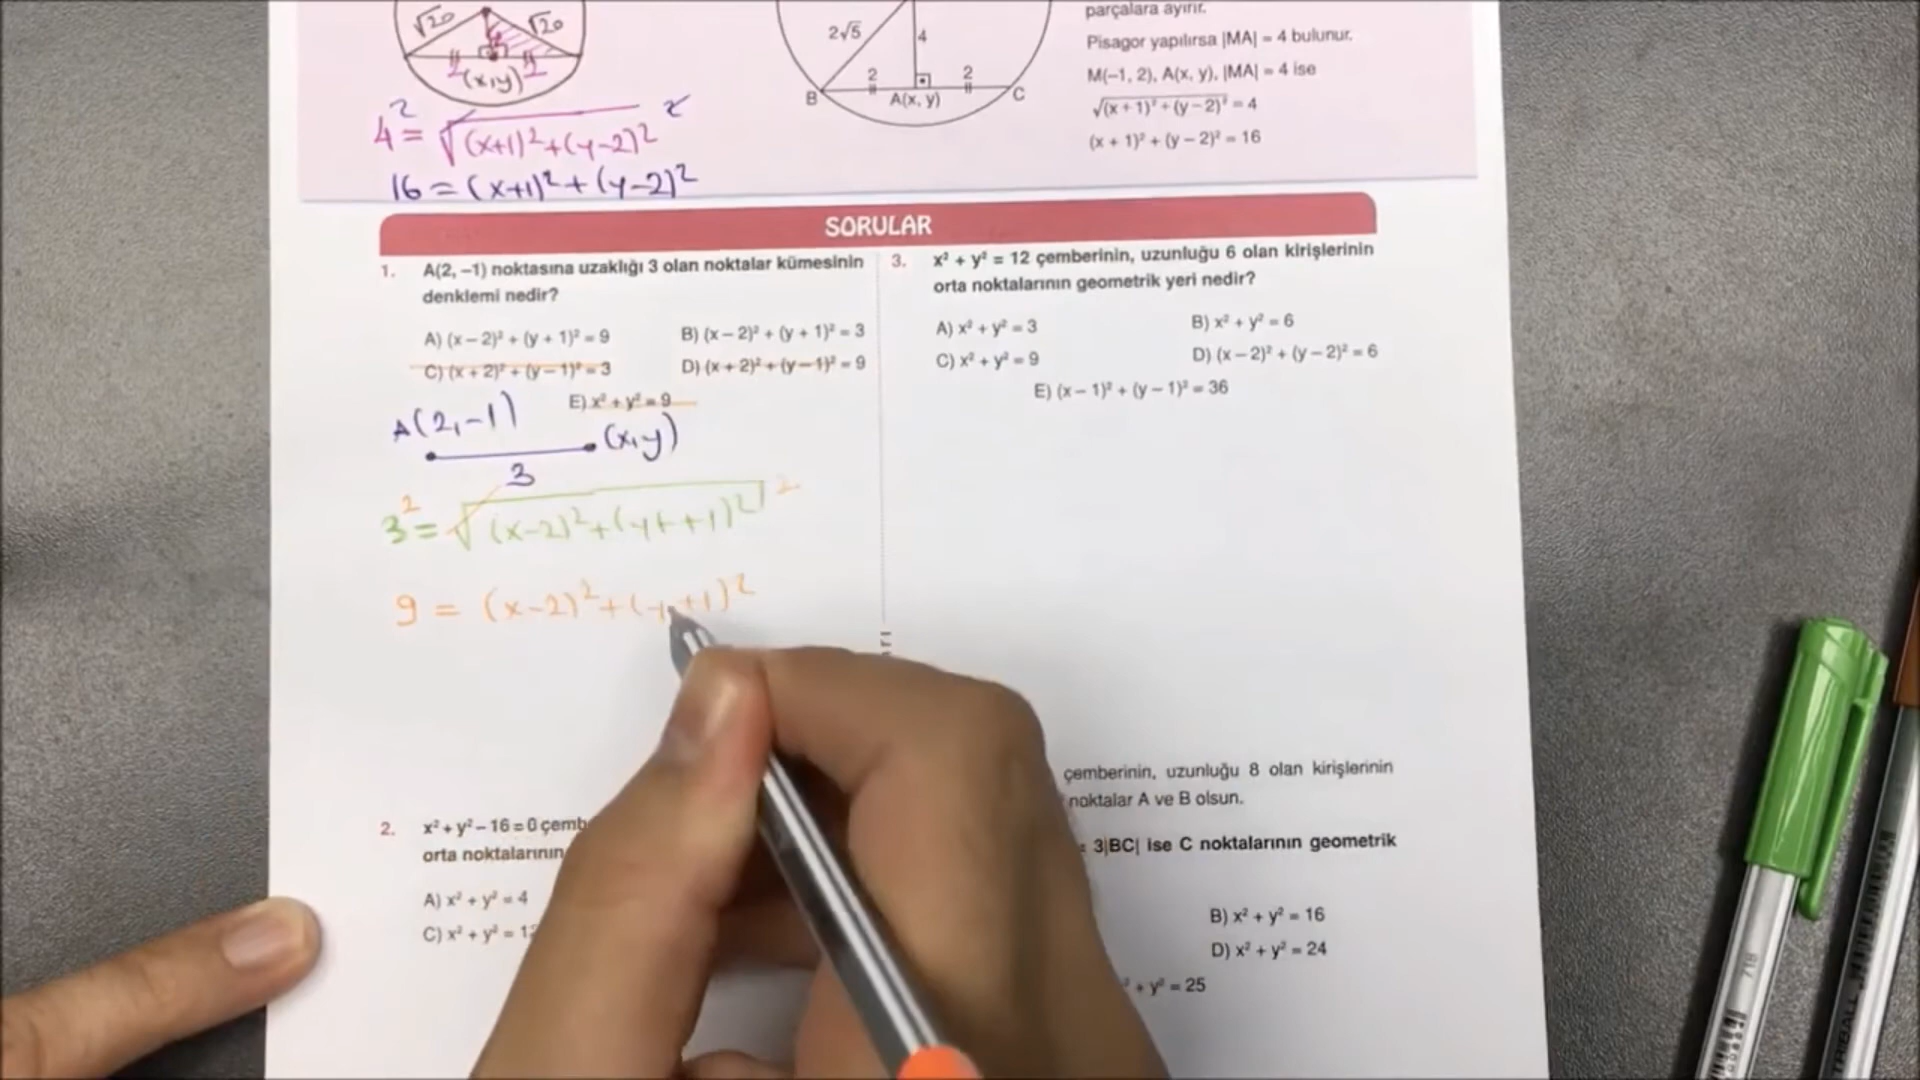 √20 √20
2 2
(x,y)
4² = √(x+1)²+(y-2)² ²
16 = (x+1)²+(y-2)²
2√5 4
2 2
B A(x, y) C
parçalara ayırır.
Pisagor yapılırsa |MA| = 4 bulunur.
M(–1, 2), A(x, y), |MA| = 4 ise
√(x + 1)² + (y – 2)² = 4
(x + 1)² + (y – 2)² = 16
SORULAR
1. A(2, –1) noktasına uzaklığı 3 olan noktalar kümesinin
denklemi nedir?
A) (x – 2)² + (y + 1)² = 9 B) (x – 2)² + (y + 1)² = 3
C) (x + 2)² + (y – 1)² = 3 D) (x + 2)² + (y – 1)² = 9
E) x² + y² = 9
A(2,-1)
(x,y)
3
3² = √(x-2)²+(y++1)² ²
9 = (x-2)²+(y+1)²
2. x² + y² – 16 = 0 çemb
orta noktalarının
A) x² + y² = 4
C) x² + y² = 12
3. x² + y² = 12 çemberinin, uzunluğu 6 olan kirişlerinin
orta noktalarının geometrik yeri nedir?
A) x² + y² = 3 B) x² + y² = 6
C) x² + y² = 9 D) (x – 2)² + (y – 2)² = 6
E) (x – 1)² + (y – 1)² = 36
çemberinin, uzunluğu 8 olan kirişlerinin
noktalar A ve B olsun.
= 3|BC| ise C noktalarının geometrik
B) x² + y² = 16
D) x² + y² = 24
² + y² = 25